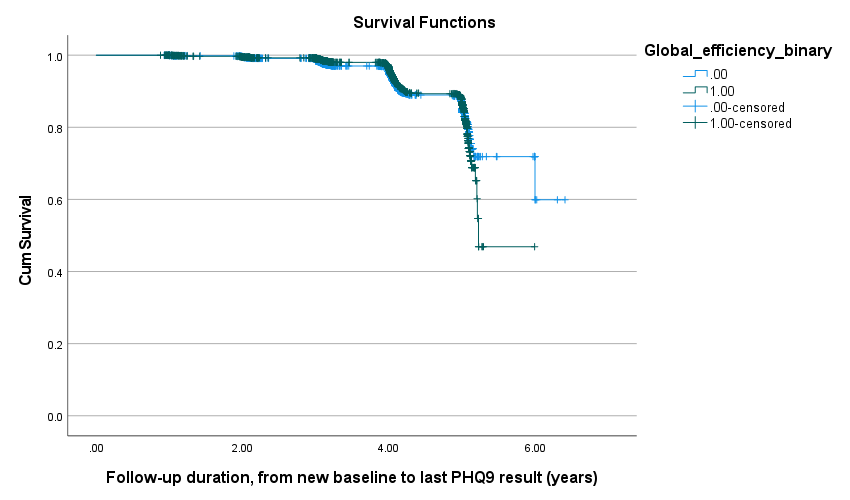 Survival Functions
Global_efficiency_binary
.00
1.00
.00-censored
1.00-censored
Cum Survival
1.0
0.8
0.6
0.4
0.2
0.0
.00 2.00 4.00 6.00
Follow-up duration, from new baseline to last PHQ9 result (years)